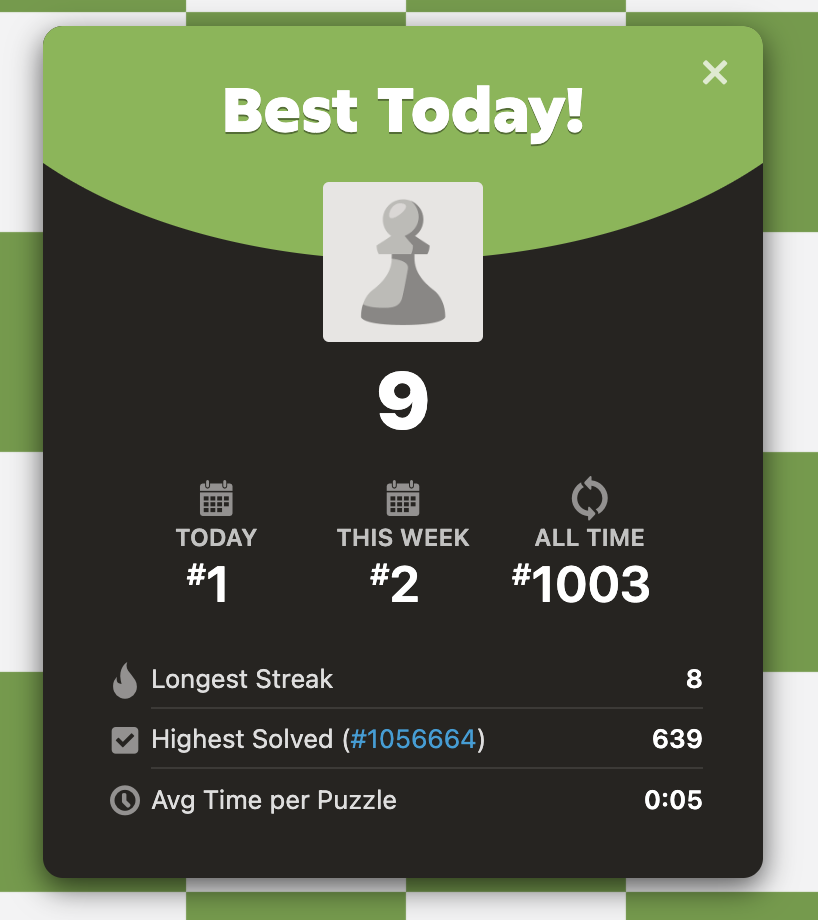 Best Today!
9
TODAY THIS WEEK ALL TIME
#1 #2 #1003
Longest Streak 8
Highest Solved (#1056664) 639
Avg Time per Puzzle 0:05